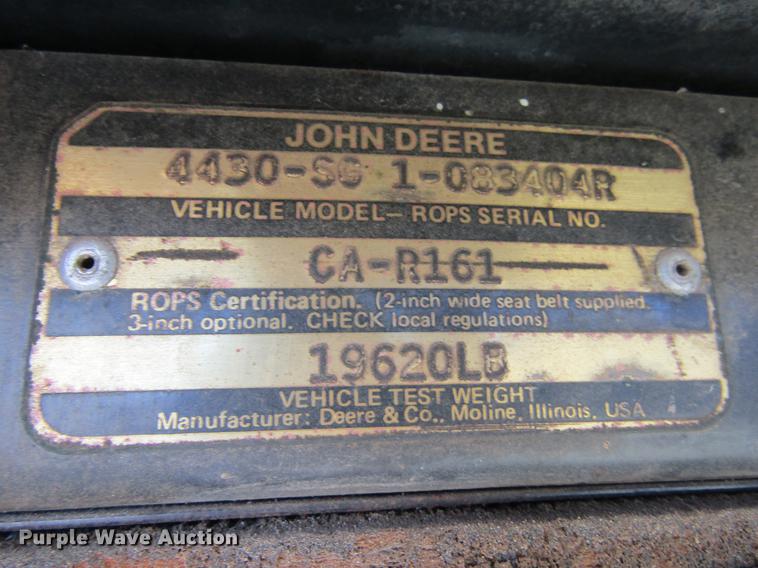 JOHN DEERE
4430-SG 1-083404R
VEHICLE MODEL- ROPS SERIAL NO.
CA-R161
ROPS Certification. (2-inch wide seat belt supplied.
3-inch optional. CHECK local regulations)
19620LB
VEHICLE TEST WEIGHT
Manufacturer: Deere & Co., Moline, Illinois, USA
Purple Wave Auction